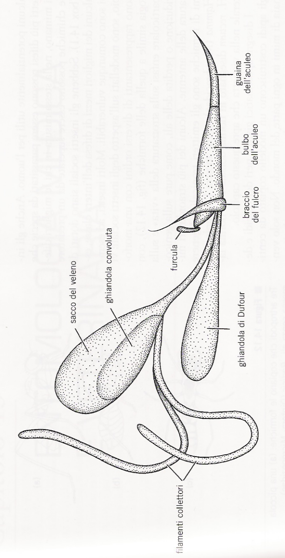 guaina
dell'aculeo
bulbo
dell'aculeo
braccio
del fulcro
furcula
ghiandola convoluta
sacco del veleno
ghiandola di Dufour
filamenti collettori